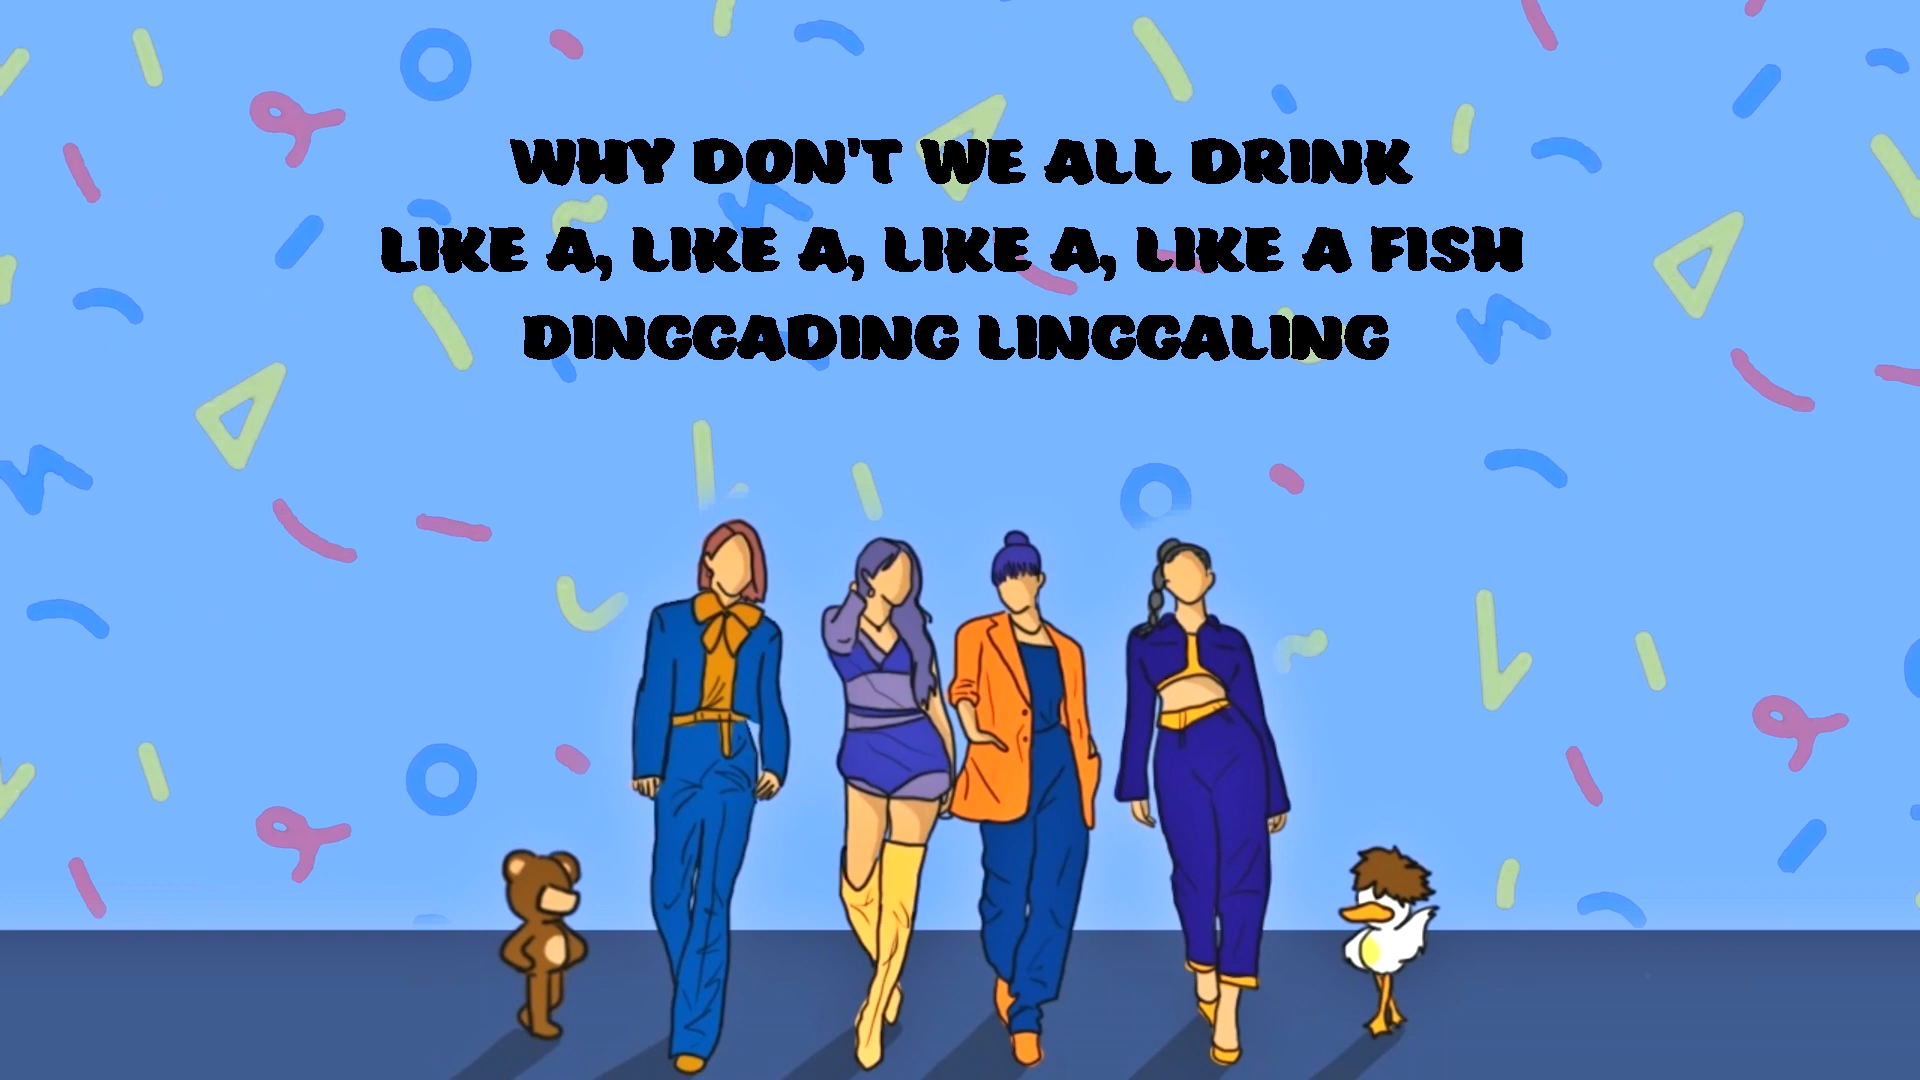 WHY DON'T WE ALL DRINK
LIKE A, LIKE A, LIKE A, LIKE A FISH
DINGGADING LINGGALING